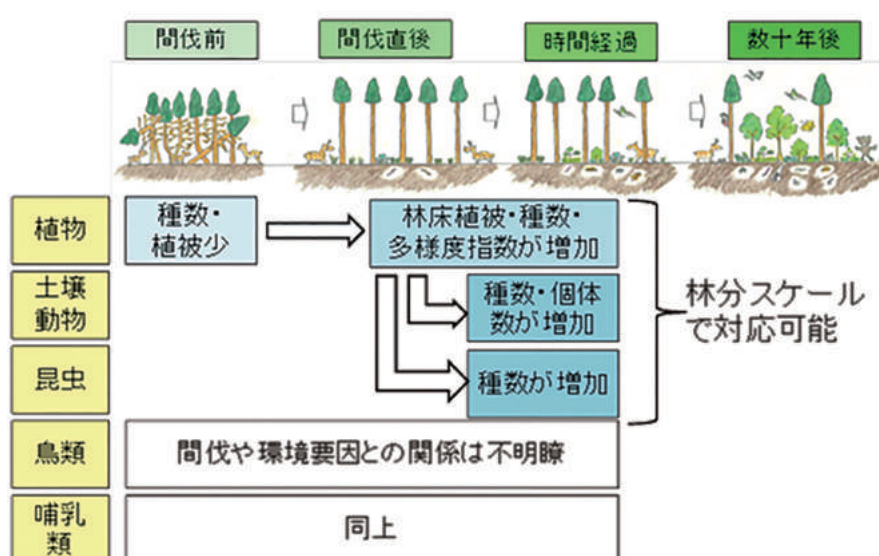 間伐前
間伐直後
時間経過
数十年後
植物
種数・
植被少
林床植被・種数・
多様度指数が増加
土壌
動物
種数・個体
数が増加
林分スケール
で対応可能
昆虫
種数が増加
鳥類
間伐や環境要因との関係は不明瞭
哺乳
類
同上